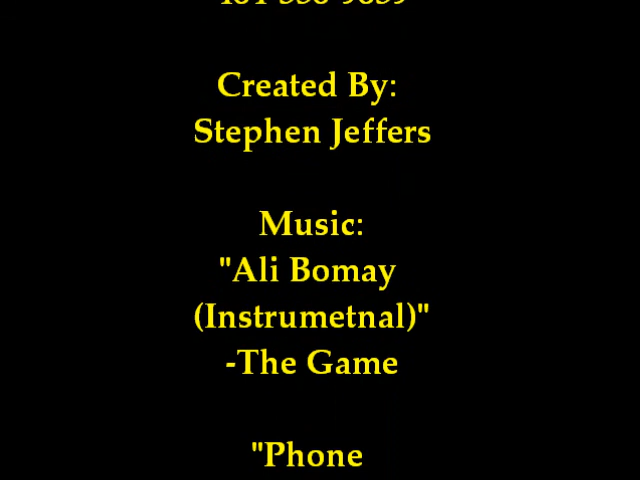 Created By:
Stephen Jeffers
Music:
"Ali Bomay
(Instrumetnal)"
-The Game
"Phone